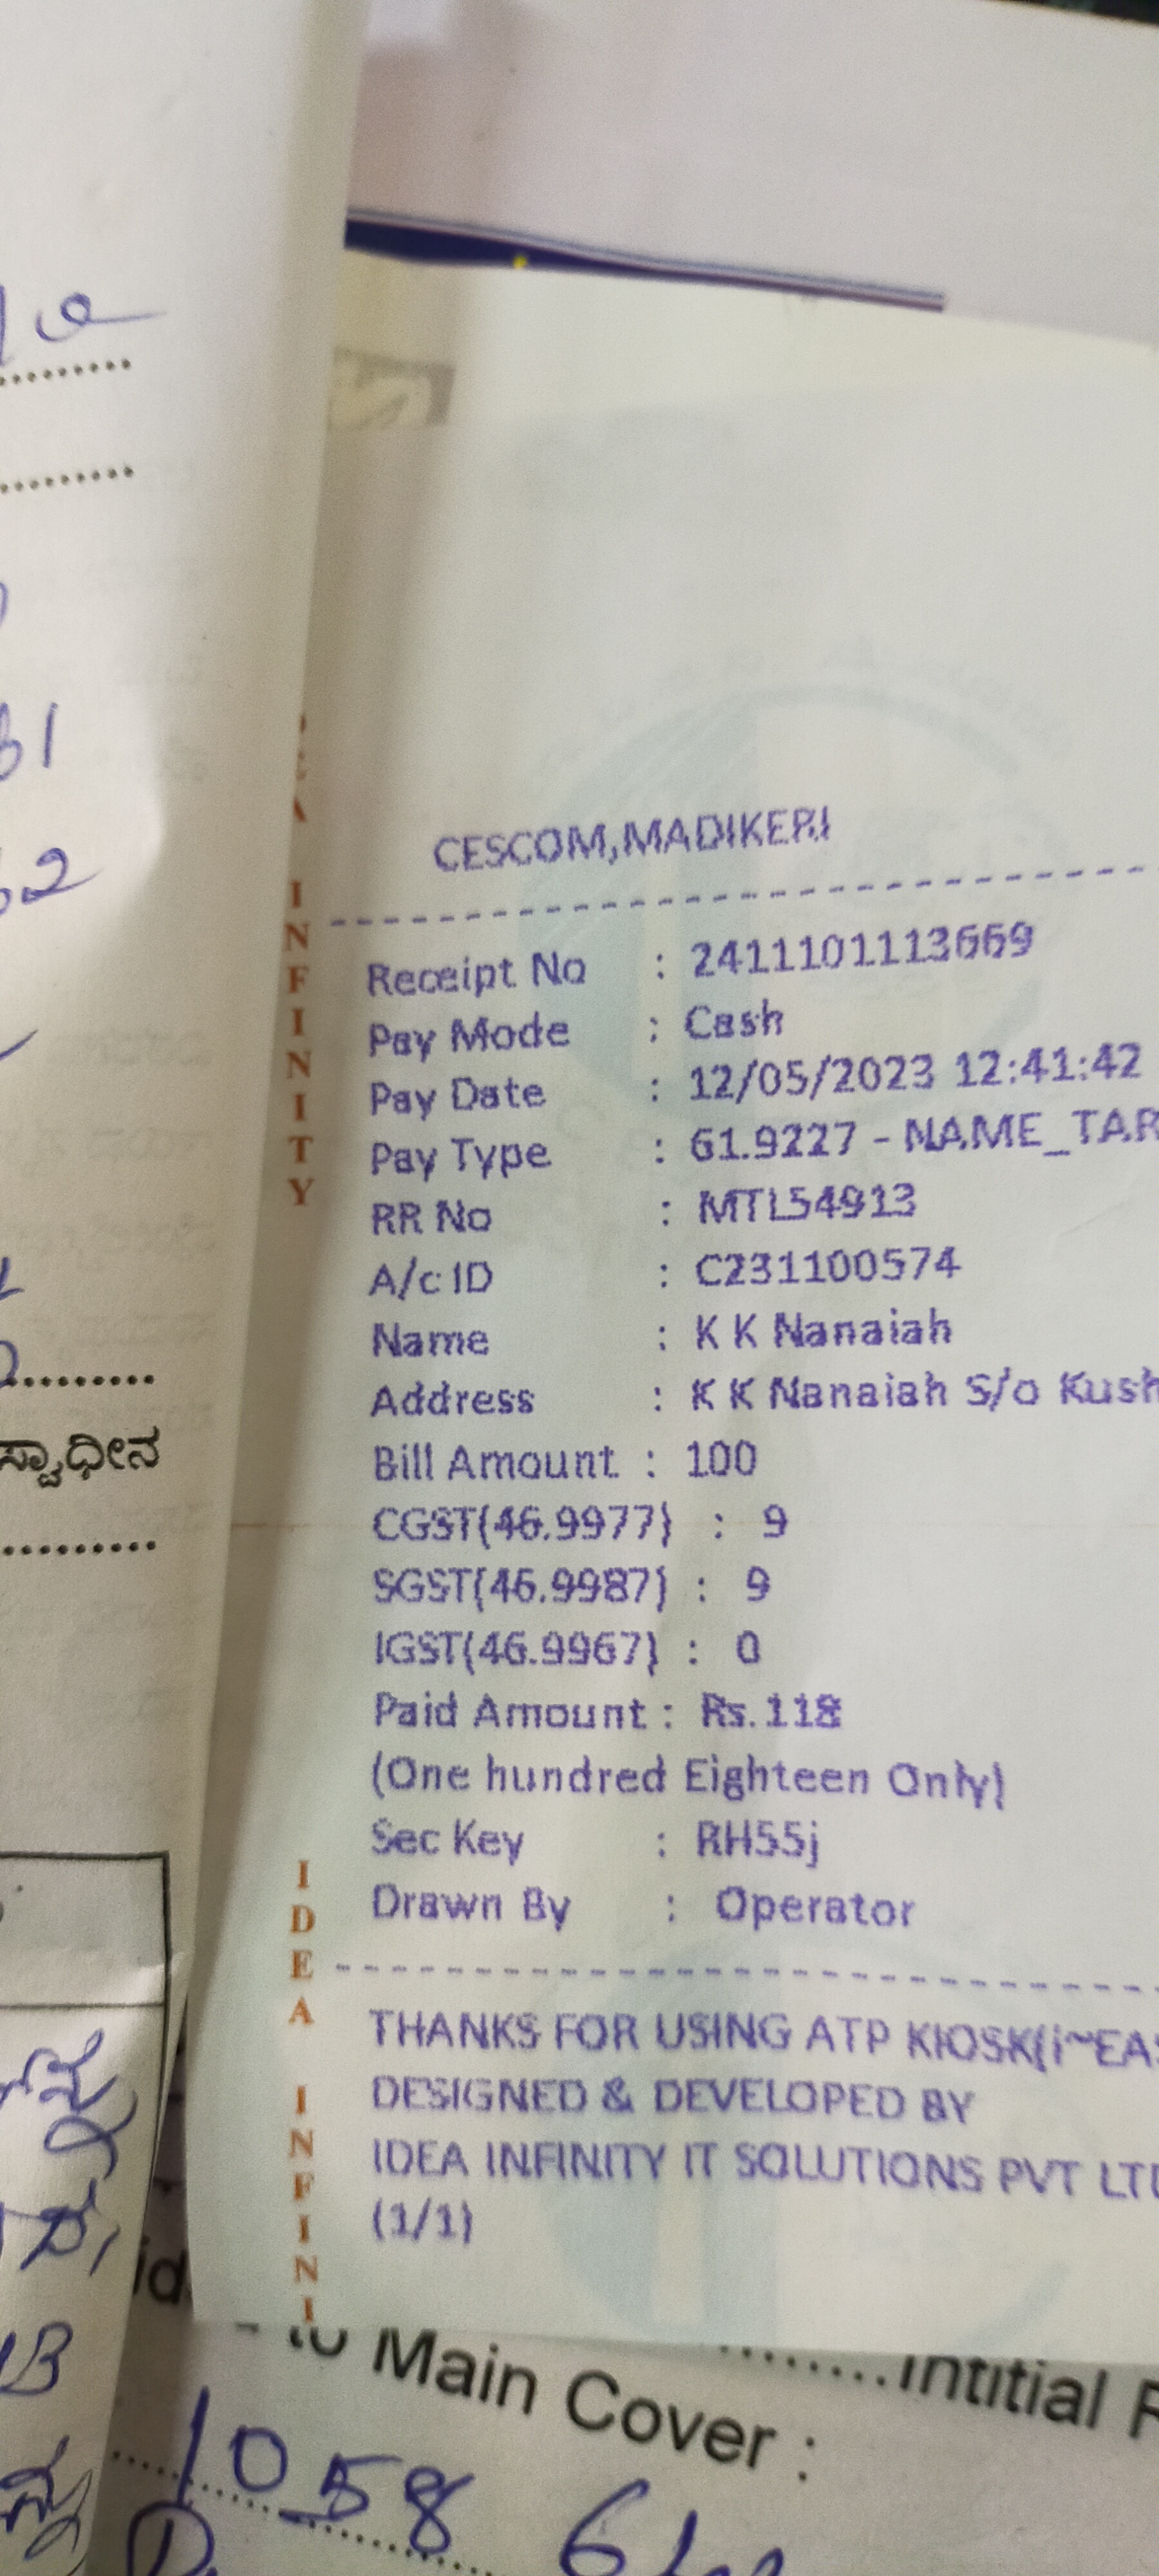 CESCOM,MADIKERI
Receipt No : 2411101113669
Pay Mode : Cash
Pay Date : 12/05/2023 12:41:42
Pay Type : 61.9227 - NAME_TAR
RR No : MTL54913
A/c ID : C231100574
Name : K K Nanaiah
Address : K K Nanaiah S/o Kush
Bill Amount : 100
CGST(46.9977) : 9
SGST(46.9987) : 9
IGST(46.9967) : 0
Paid Amount : Rs.118
(One hundred Eighteen Only)
Sec Key : RH55j
Drawn By : Operator
THANKS FOR USING ATP KIOSK(i~EAS
DESIGNED & DEVELOPED BY
IDEA INFINITY IT SOLUTIONS PVT LTD
(1/1)
INFINITY
IDEA INFINI
ಸ್ವಾಧೀನ
to Main Cover :
Intitial R
1058